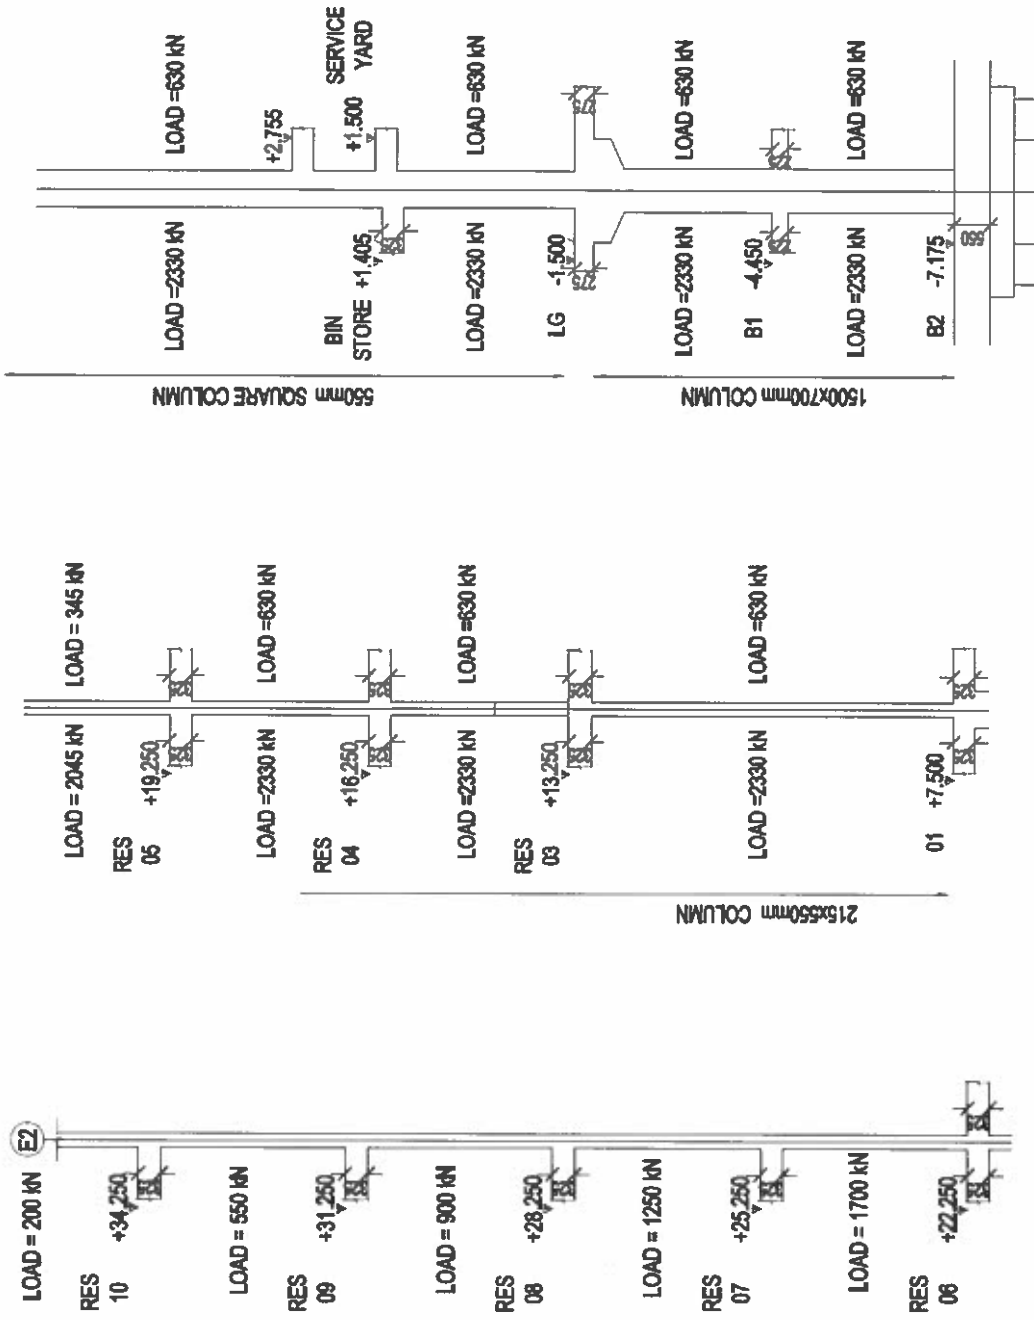 E2
LOAD = 200 kN
RES
10
+34.250
LOAD = 550 kN
RES
09
+31.250
LOAD = 900 kN
RES
08
+28.250
LOAD = 1250 kN
RES
07
+25.250
LOAD = 1700 kN
RES
06
+22.250
LOAD = 2045 kN
LOAD = 345 kN
RES
05
+19.250
LOAD =2330 kN
LOAD =630 kN
RES
04
+16.250
LOAD =2330 kN
LOAD =630 kN
RES
03
+13.250
LOAD =2330 kN
LOAD =630 kN
01
+7.500
215x550mm COLUMN
LOAD =2330 kN
LOAD =630 kN
+2.755
BIN
STORE +1.405
+1.500
SERVICE
YARD
LOAD =2330 kN
LOAD =630 kN
LG
-1.500
275
275
550mm SQUARE COLUMN
LOAD =2330 kN
LOAD =630 kN
B1
-4.450
LOAD =2330 kN
LOAD =630 kN
B2
-7.175
550
1500x700mm COLUMN